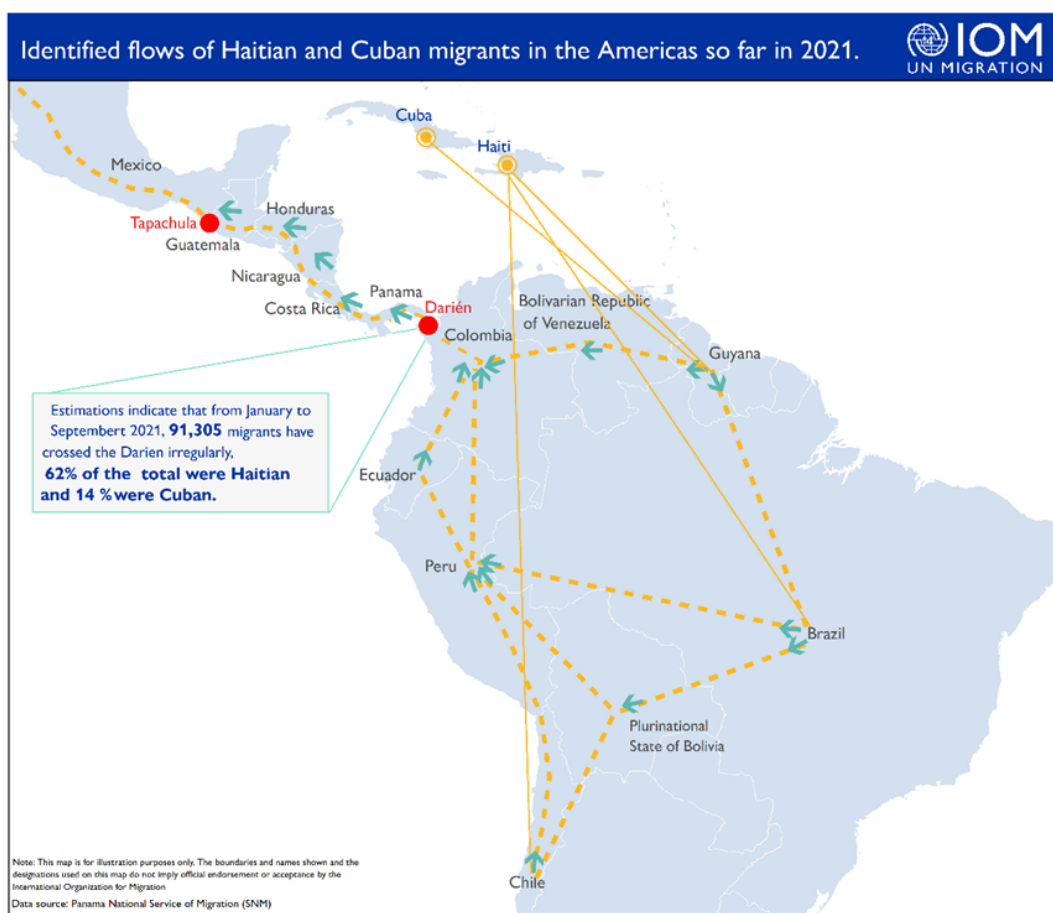 Identified flows of Haitian and Cuban migrants in the Americas so far in 2021.
IOM
UN MIGRATION
Cuba
Haiti
Mexico
Tapachula
Honduras
Guatemala
Nicaragua
Costa Rica
Panama
Darién
Colombia
Bolivarian Republic
of Venezuela
Guyana
Estimations indicate that from January to
Septembert 2021, 91,305 migrants have
crossed the Darien irregularly,
62% of the total were Haitian
and 14 %were Cuban.
Ecuador
Peru
Brazil
Plurinational
State of Bolivia
Chile
Note: This map is for illustration purposes only. The boundaries and names shown and the
designations used on this map do not imply official endorsement or acceptance by the
International Organization for Migration
Data source: Panama National Service of Migration (SNM)